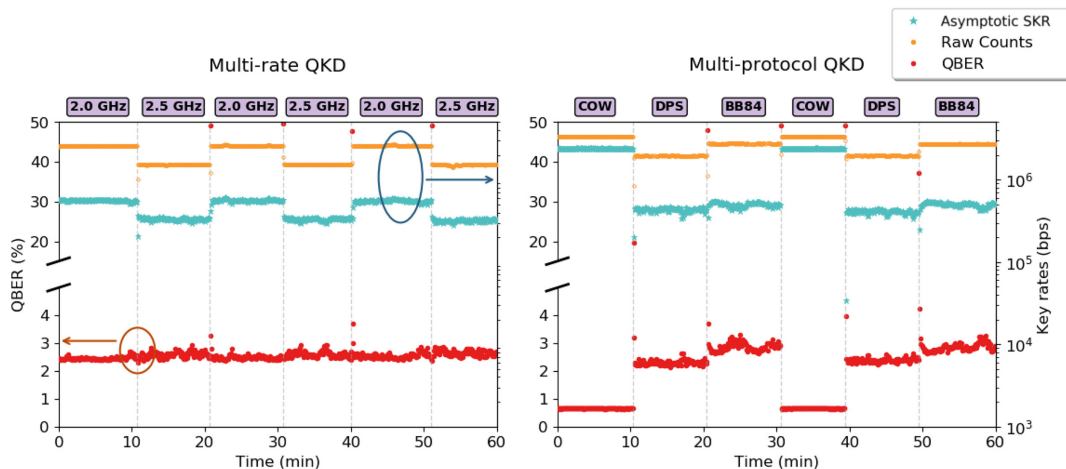 Asymptotic SKR
Raw Counts
QBER
Multi-rate QKD
Multi-protocol QKD
2.0 GHz 2.5 GHz 2.0 GHz 2.5 GHz 2.0 GHz 2.5 GHz
COW DPS BB84 COW DPS BB84
50
40
30
20
4
3
2
1
0
QBER (%)
0 10 20 30 40 50 60
Time (min)
50
40
30
20
4
3
2
1
0
0 10 20 30 40 50 60
Time (min)
10⁶
10⁵
10⁴
10³
Key rates (bps)